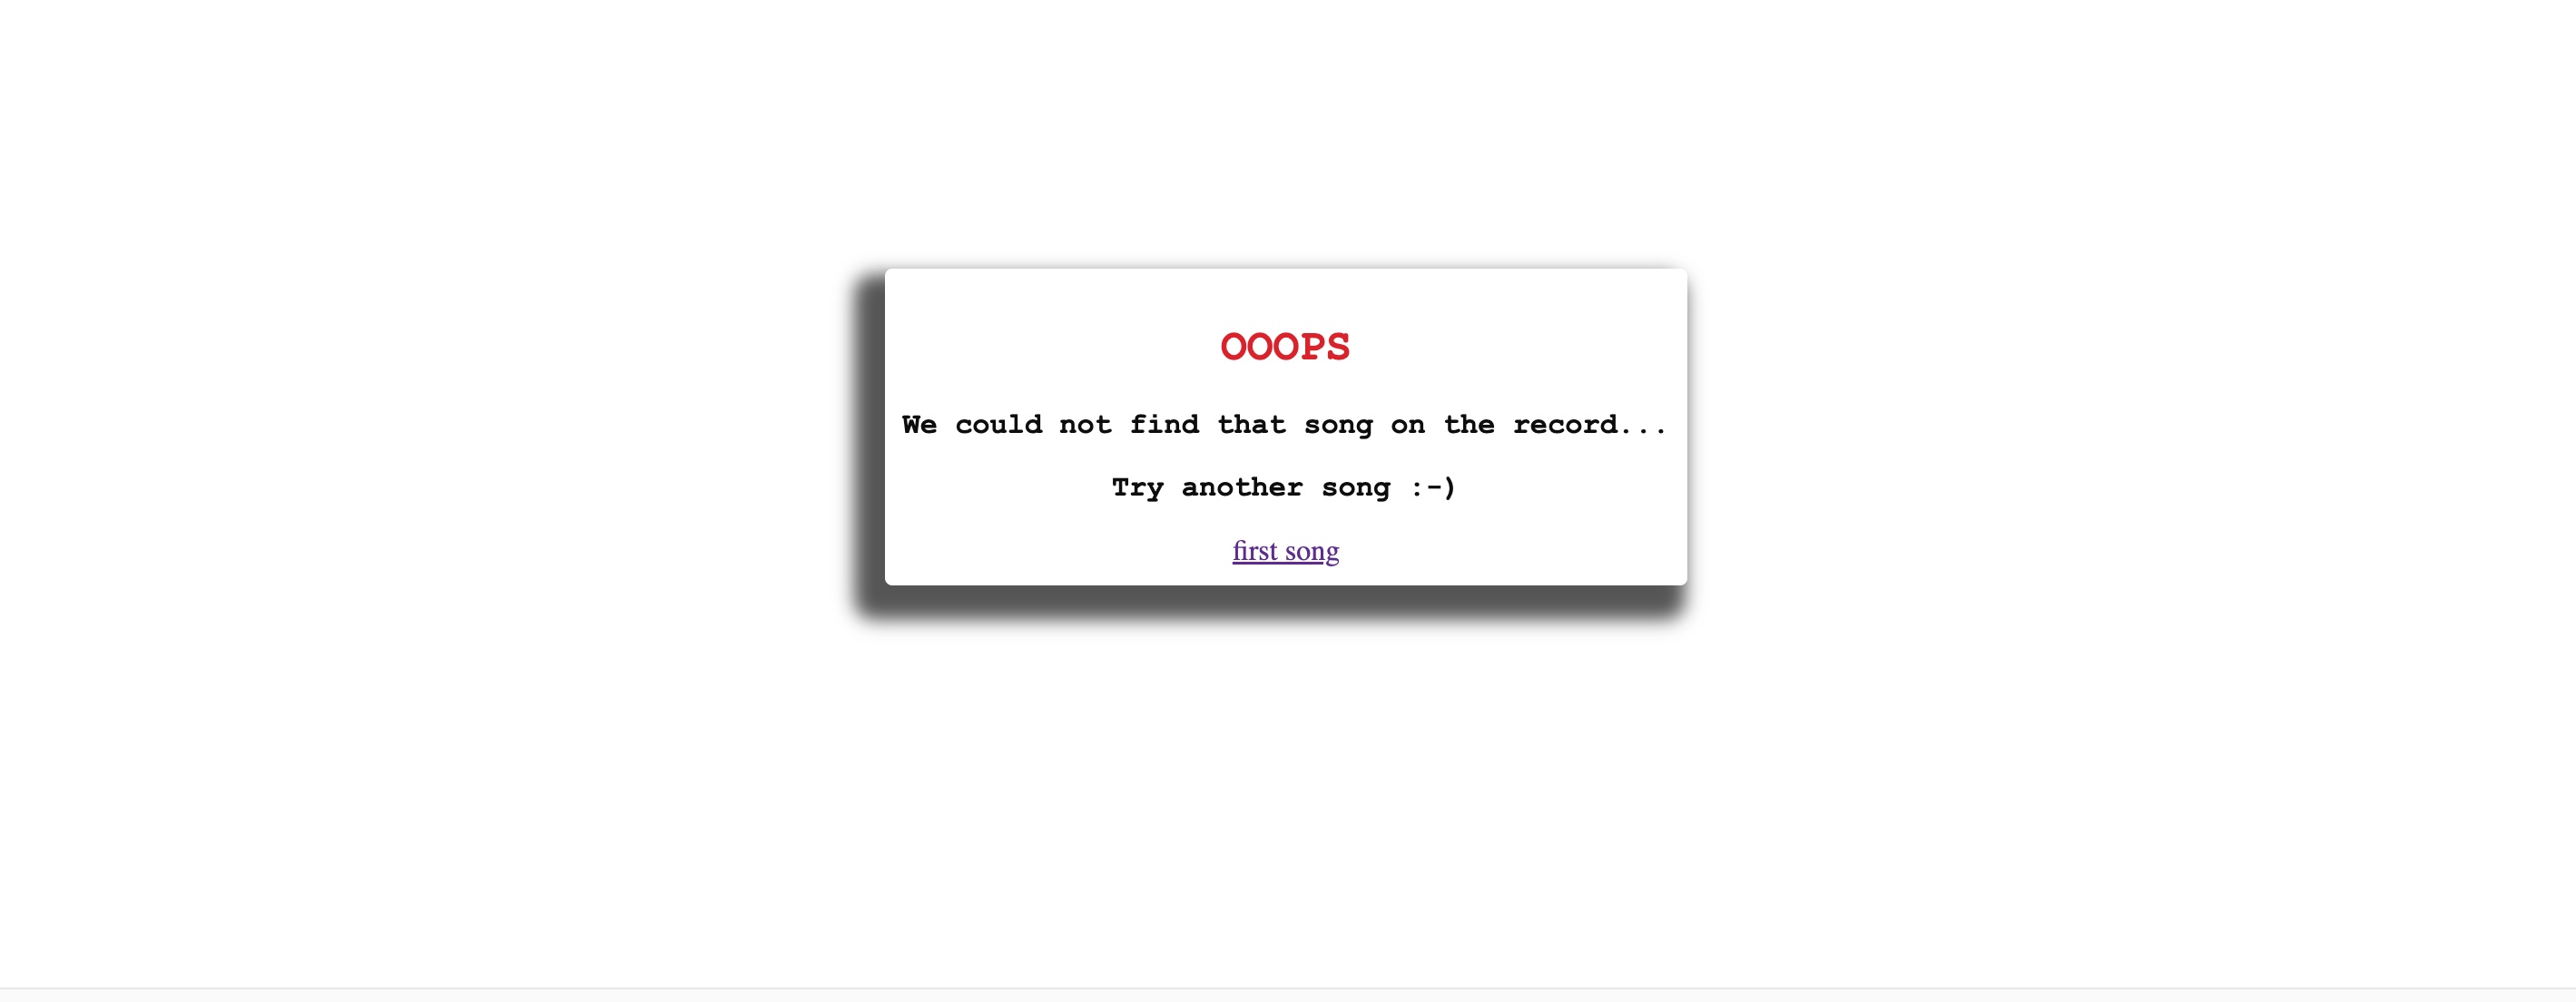 OOOPS
We could not find that song on the record...
Try another song :-)
first song